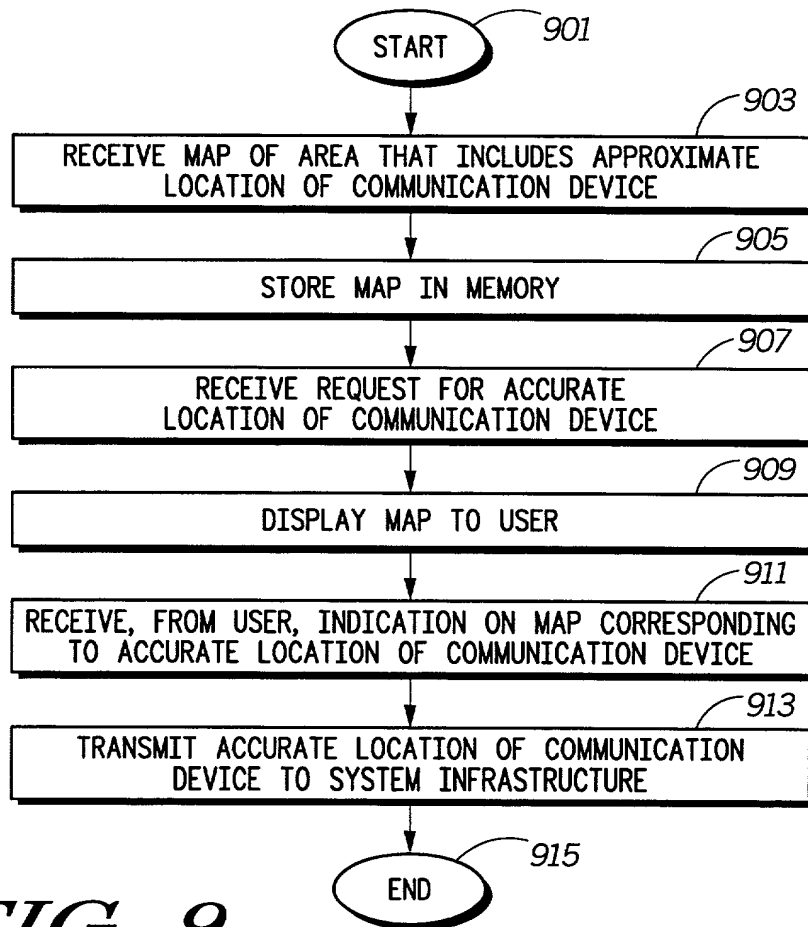 START
901
903
RECEIVE MAP OF AREA THAT INCLUDES APPROXIMATE
LOCATION OF COMMUNICATION DEVICE
905
STORE MAP IN MEMORY
907
RECEIVE REQUEST FOR ACCURATE
LOCATION OF COMMUNICATION DEVICE
909
DISPLAY MAP TO USER
911
RECEIVE, FROM USER, INDICATION ON MAP CORRESPONDING
TO ACCURATE LOCATION OF COMMUNICATION DEVICE
913
TRANSMIT ACCURATE LOCATION OF COMMUNICATION
DEVICE TO SYSTEM INFRASTRUCTURE
915
END
FIG. 9